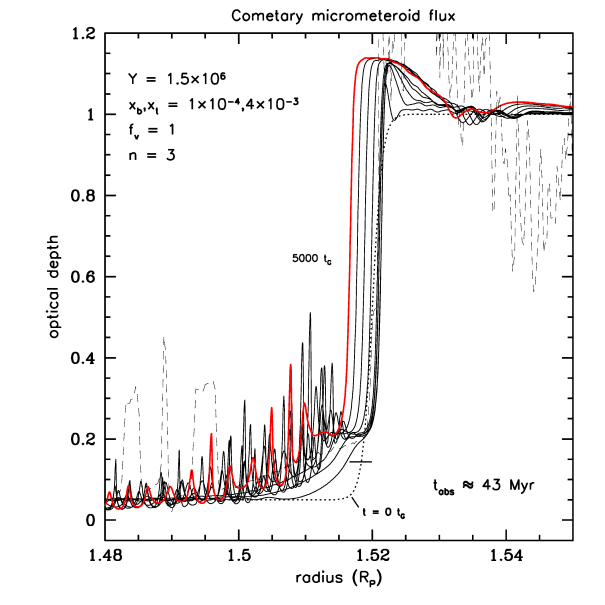 Cometary micrometeroid flux
1.2
1
0.8
0.6
0.4
0.2
0
optical depth
Y = 1.5×10⁶
x_b,x_t = 1×10⁻⁴,4×10⁻³
f_v = 1
n = 3
5000 t_G
t_obs ≈ 43 Myr
t = 0 t_G
1.48
1.5
1.52
1.54
radius (R_P)